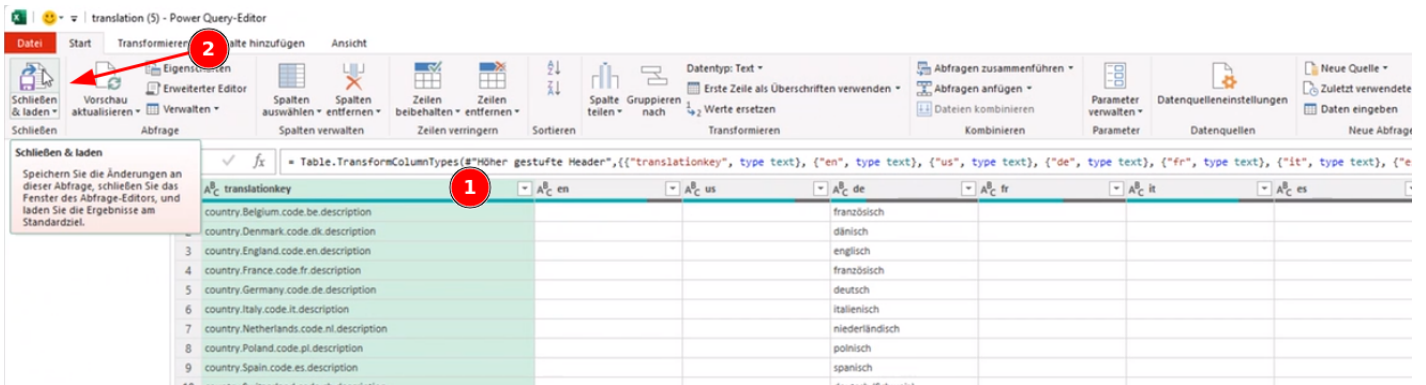 translation (5) - Power Query-Editor
Datei Start Transformieren alte hinzufügen Ansicht
2
Schließen & laden
Schließen
Vorschau aktualisieren
Eigenschaften
Erweiterter Editor
Verwalten
Abfrage
Spalten auswählen
Spalten entfernen
Spalten verwalten
Zeilen beibehalten
Zeilen entfernen
Zeilen verringern
Sortieren
Spalte teilen
Gruppieren nach
Datentyp: Text
Erste Zeile als Überschriften verwenden
Werte ersetzen
Transformieren
Abfragen zusammenführen
Abfragen anfügen
Dateien kombinieren
Kombinieren
Parameter verwalten
Parameter
Datenquelleneinstellungen
Datenquellen
Neue Quelle
Zuletzt verwendete
Daten eingeben
Neue Abfrage
Schließen & laden
Speichern Sie die Änderungen an
dieser Abfrage, schließen Sie das
Fenster des Abfrage-Editors, und
laden Sie die Ergebnisse am
Standardziel.
fx = Table.TransformColumnTypes(#"Höher gestufte Header",{{"translationkey", type text}, {"en", type text}, {"us", type text}, {"de", type text}, {"fr", type text}, {"it", type text}, {"e
translationkey 1 en us de fr it es
country.Belgium.code.be.description französisch
2 country.Denmark.code.dk.description dänisch
3 country.England.code.en.description englisch
4 country.France.code.fr.description französisch
5 country.Germany.code.de.description deutsch
6 country.Italy.code.it.description italienisch
7 country.Netherlands.code.nl.description niederländisch
8 country.Poland.code.pl.description polnisch
9 country.Spain.code.es.description spanisch